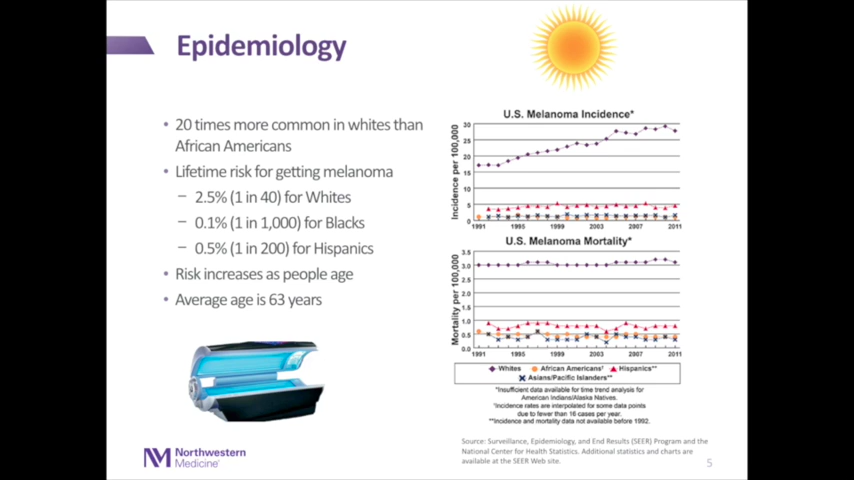 Epidemiology
• 20 times more common in whites than
African Americans
• Lifetime risk for getting melanoma
− 2.5% (1 in 40) for Whites
− 0.1% (1 in 1,000) for Blacks
− 0.5% (1 in 200) for Hispanics
• Risk increases as people age
• Average age is 63 years
U.S. Melanoma Incidence*
Incidence per 100,000
30
25
20
15
10
5
0
1991 1995 1999 2003 2007 2011
U.S. Melanoma Mortality*
Mortality per 100,000
3.5
3.0
2.5
2.0
1.5
1.0
0.5
0.0
1991 1995 1999 2003 2007 2011
Whites African Americans† Hispanics**
Asians/Pacific Islanders**
*Insufficient data available for time trend analysis for
American Indians/Alaska Natives.
†Incidence rates are interpolated for some data points
due to fewer than 16 cases per year.
**Incidence and mortality data not available before 1992.
Source: Surveillance, Epidemiology, and End Results (SEER) Program and the
National Center for Health Statistics. Additional statistics and charts are
available at the SEER Web site.
NM Northwestern
Medicine®
5